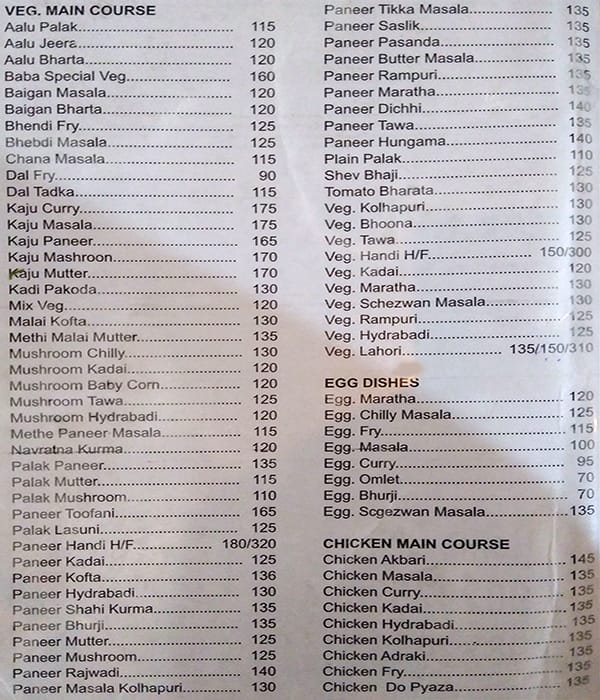 VEG. MAIN COURSE
Aalu Palak 115
Aalu Jeera 120
Aalu Bharta 120
Baba Special Veg 160
Baigan Masala 120
Baigan Bharta 120
Bhendi Fry 125
Bhebdi Masala 125
Chana Masala 115
Dal Fry 90
Dal Tadka 115
Kaju Curry 175
Kaju Masala 175
Kaju Paneer 165
Kaju Mashroon 170
Kaju Mutter 170
Kadi Pakoda 130
Mix Veg 120
Malai Kofta 130
Methi Malai Mutter 135
Mushroom Chilly 130
Mushroom Kadai 120
Mushroom Baby Corn 120
Mushroom Tawa 125
Mushroom Hydrabadi 120
Methe Paneer Masala 115
Navratna Kurma 120
Palak Paneer 135
Palak Mutter 115
Palak Mushroom 110
Paneer Toofani 165
Palak Lasuni 125
Paneer Handi H/F 180/320
Paneer Kadai 125
Paneer Kofta 136
Paneer Hydrabadi 130
Paneer Shahi Kurma 135
Paneer Bhurji 135
Paneer Mutter 125
Paneer Mushroom 125
Paneer Rajwadi 140
Paneer Masala Kolhapuri 130
Paneer Tikka Masala 135
Paneer Saslik 135
Paneer Pasanda 135
Paneer Butter Masala 135
Paneer Rampuri 135
Paneer Maratha 135
Paneer Dichhi 140
Paneer Tawa 135
Paneer Hungama 140
Plain Palak 110
Shev Bhaji 125
Tomato Bharata 130
Veg. Kolhapuri 130
Veg. Bhoona 130
Veg. Tawa 125
Veg. Handi H/F 150/300
Veg. Kadai 120
Veg. Maratha 130
Veg. Schezwan Masala 130
Veg. Rampuri 125
Veg. Hydrabadi 125
Veg. Lahori 135/150/310
EGG DISHES
Egg. Maratha 120
Egg. Chilly Masala 125
Egg. Fry 115
Egg. Masala 100
Egg. Curry 95
Egg. Omlet 70
Egg. Bhurji 70
Egg. Scgezwan Masala 135
CHICKEN MAIN COURSE
Chicken Akbari 145
Chicken Masala 135
Chicken Curry 135
Chicken Kadai 135
Chicken Hydrabadi 135
Chicken Kolhapuri 135
Chicken Adraki 135
Chicken Fry 135
Chicken Do Pyaza 135